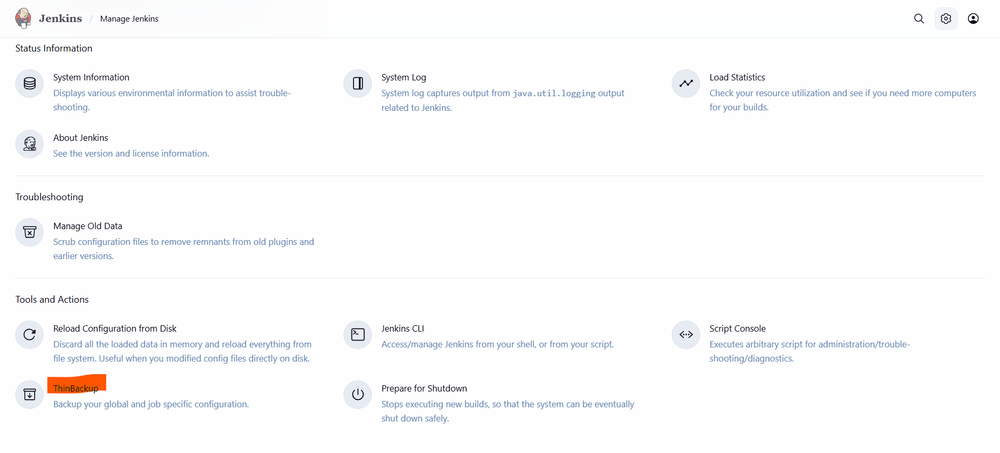 Jenkins / Manage Jenkins
Status Information
System Information
Displays various environmental information to assist trouble-
shooting.
System Log
System log captures output from java.util.logging output
related to Jenkins.
Load Statistics
Check your resource utilization and see if you need more computers
for your builds.
About Jenkins
See the version and license information.
Troubleshooting
Manage Old Data
Scrub configuration files to remove remnants from old plugins and
earlier versions.
Tools and Actions
Reload Configuration from Disk
Discard all the loaded data in memory and reload everything from
file system. Useful when you modified config files directly on disk.
Jenkins CLI
Access/manage Jenkins from your shell, or from your script.
Script Console
Executes arbitrary script for administration/trouble-
shooting/diagnostics.
ThinBackup
Backup your global and job specific configuration.
Prepare for Shutdown
Stops executing new builds, so that the system can be eventually
shut down safely.